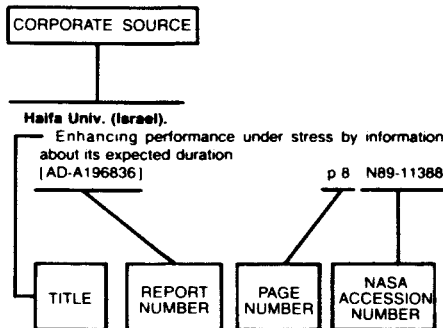 CORPORATE SOURCE
Haifa Univ. (Israel).
Enhancing performance under stress by information
about its expected duration
[AD-A196836] p 8 N89-11388
TITLE
REPORT
NUMBER
PAGE
NUMBER
NASA
ACCESSION
NUMBER